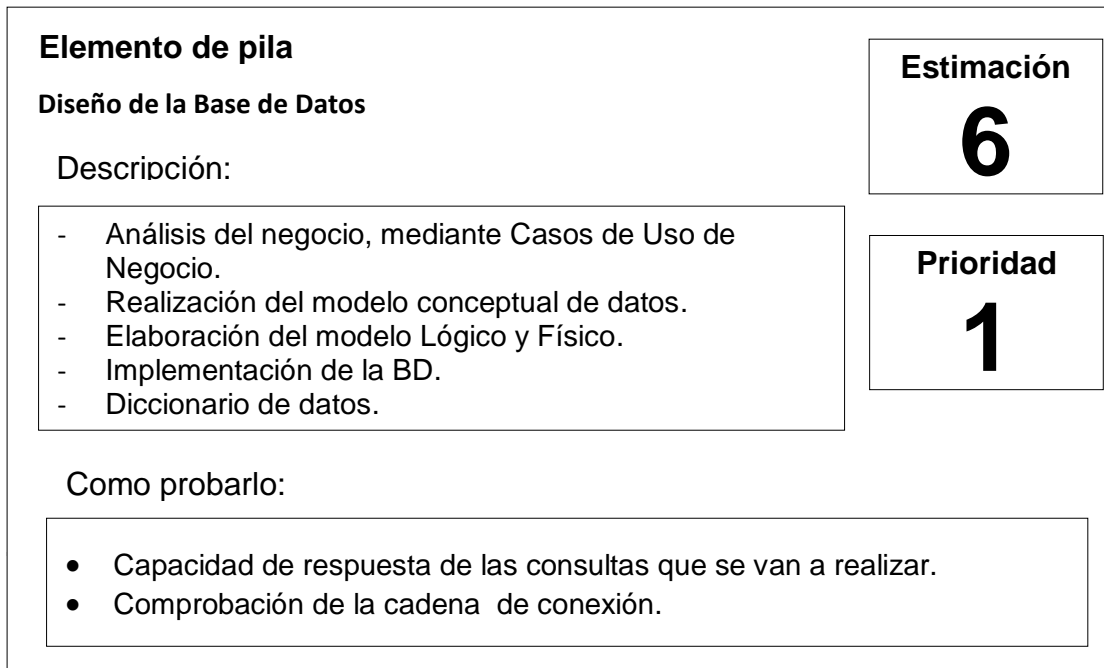 Elemento de pila
Diseño de la Base de Datos
Estimación
6
Descripción:
- Análisis del negocio, mediante Casos de Uso de
Negocio.
- Realización del modelo conceptual de datos.
- Elaboración del modelo Lógico y Físico.
- Implementación de la BD.
- Diccionario de datos.
Prioridad
1
Como probarlo:
• Capacidad de respuesta de las consultas que se van a realizar.
• Comprobación de la cadena de conexión.